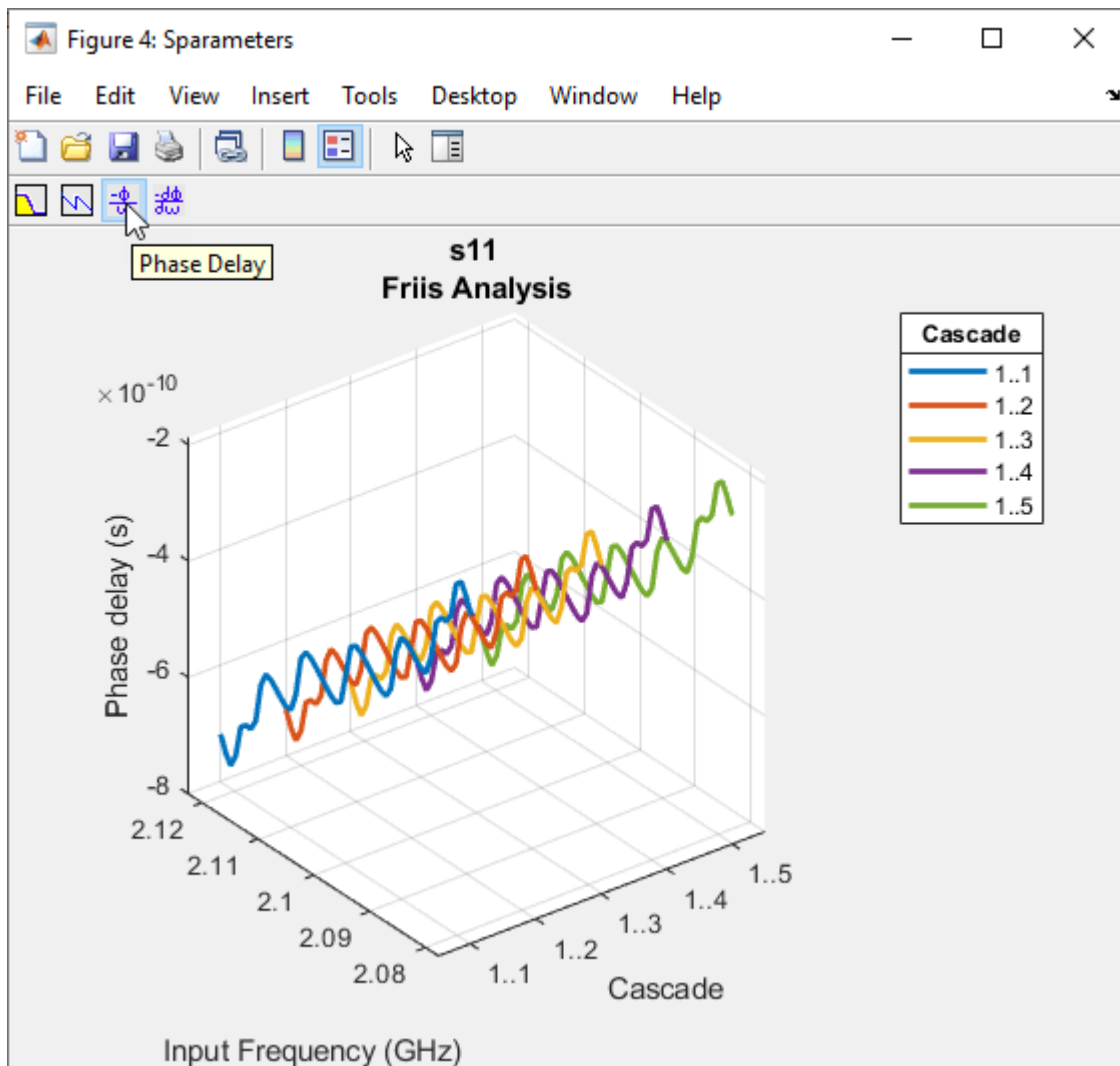 Figure 4: Sparameters
File Edit View Insert Tools Desktop Window Help
-ϕ
ω
-dϕ
dω
Phase Delay
s11
Friis Analysis
Cascade
1..1
1..2
1..3
1..4
1..5
× 10⁻¹⁰
-2
-4
-6
-8
Phase delay (s)
2.12
2.11
2.1
2.09
2.08
Input Frequency (GHz)
1..1
1..2
1..3
1..4
1..5
Cascade